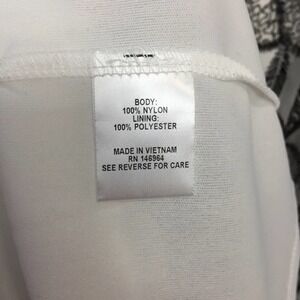 BODY:
100% NYLON
LINING:
100% POLYESTER
MADE IN VIETNAM
RN 146964
SEE REVERSE FOR CARE